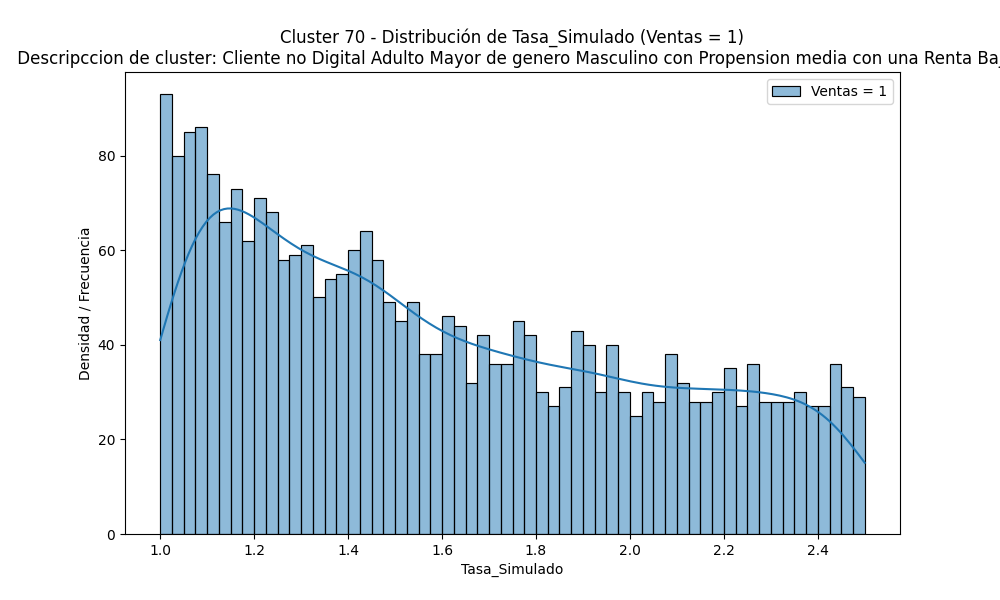 Cluster 70 - Distribución de Tasa_Simulado (Ventas = 1)
Descripccion de cluster: Cliente no Digital Adulto Mayor de genero Masculino con Propension media con una Renta Ba
Ventas = 1
Densidad / Frecuencia
80
60
40
20
0
1.0 1.2 1.4 1.6 1.8 2.0 2.2 2.4
Tasa_Simulado